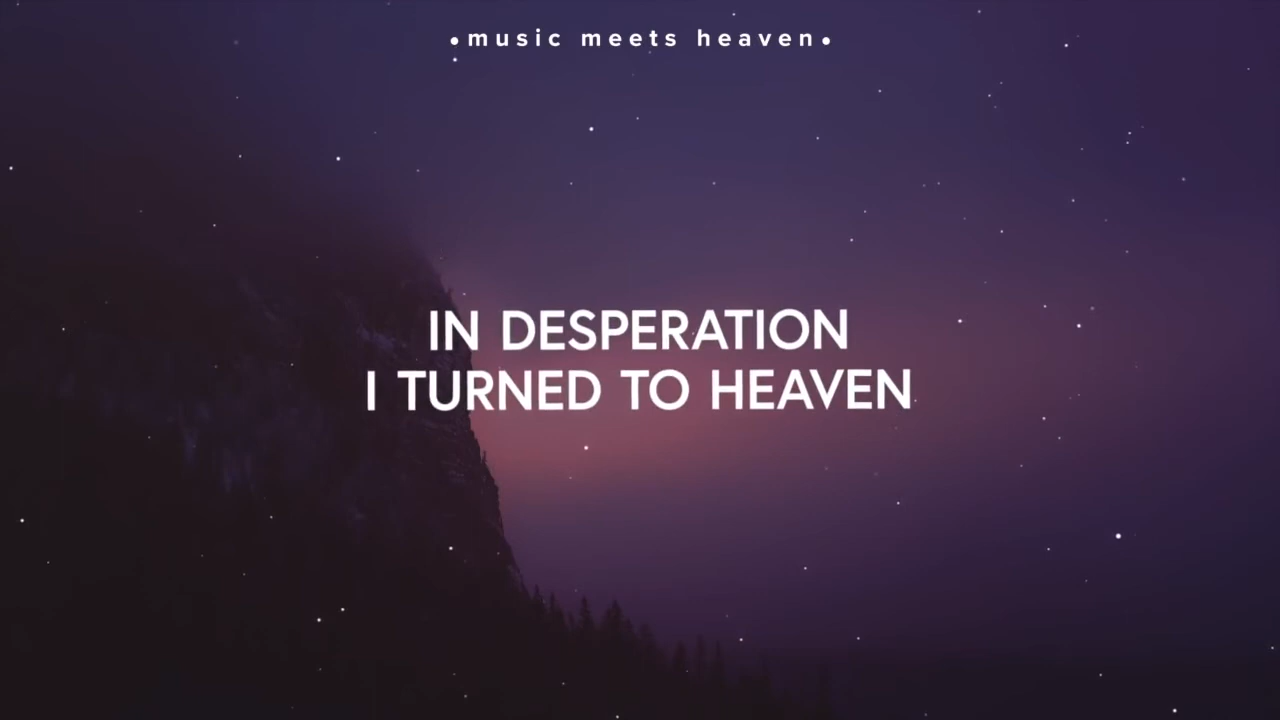 •music meets heaven•
IN DESPERATION
I TURNED TO HEAVEN